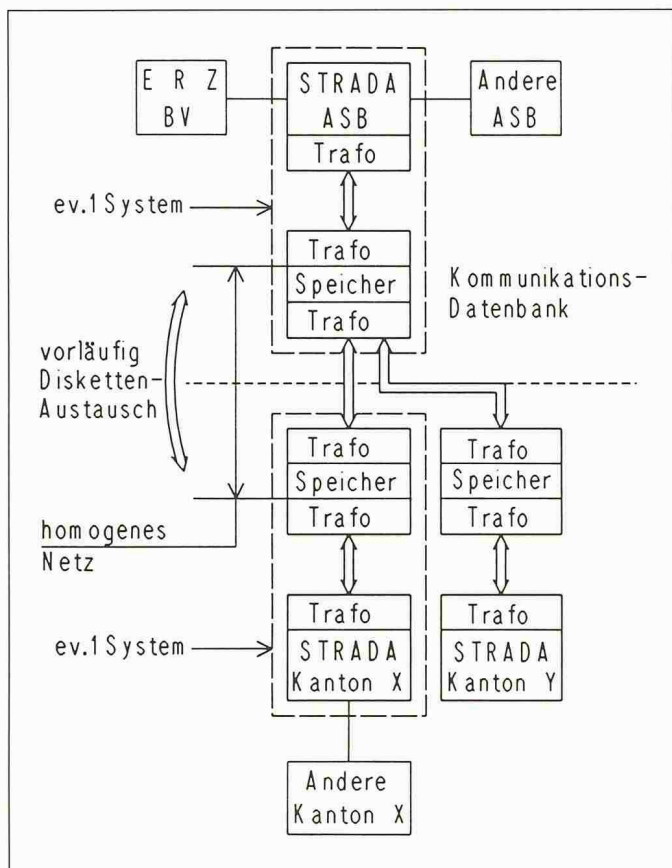 E R Z
BV
STRADA
ASB
Trafo
Andere
ASB
ev.1 System
Trafo
Speicher
Trafo
Kommunikations-
Datenbank
vorläufig
Disketten-
Austausch
Trafo
Speicher
Trafo
Trafo
Speicher
Trafo
homogenes
Netz
ev.1 System
Trafo
STRADA
Kanton X
Trafo
STRADA
Kanton Y
Andere
Kanton X